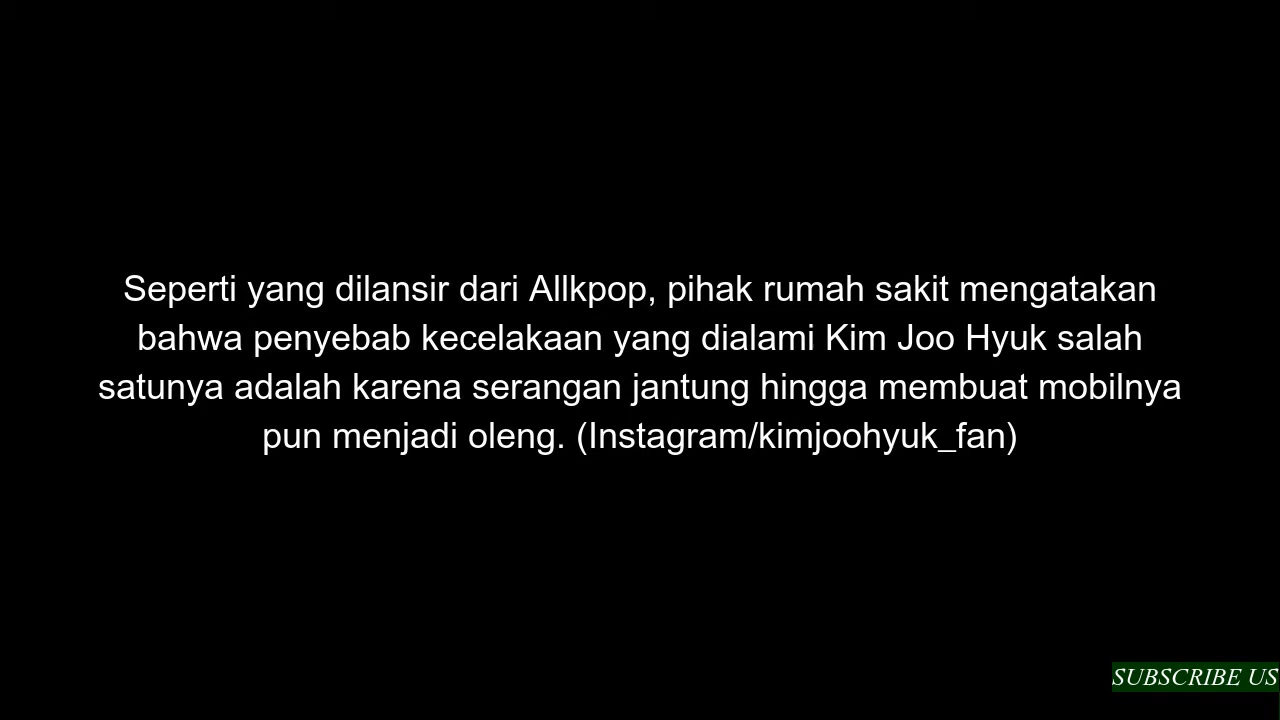 Seperti yang dilansir dari Allkpop, pihak rumah sakit mengatakan
bahwa penyebab kecelakaan yang dialami Kim Joo Hyuk salah
satunya adalah karena serangan jantung hingga membuat mobilnya
pun menjadi oleng. (Instagram/kimjoohyuk_fan)
SUBSCRIBE US